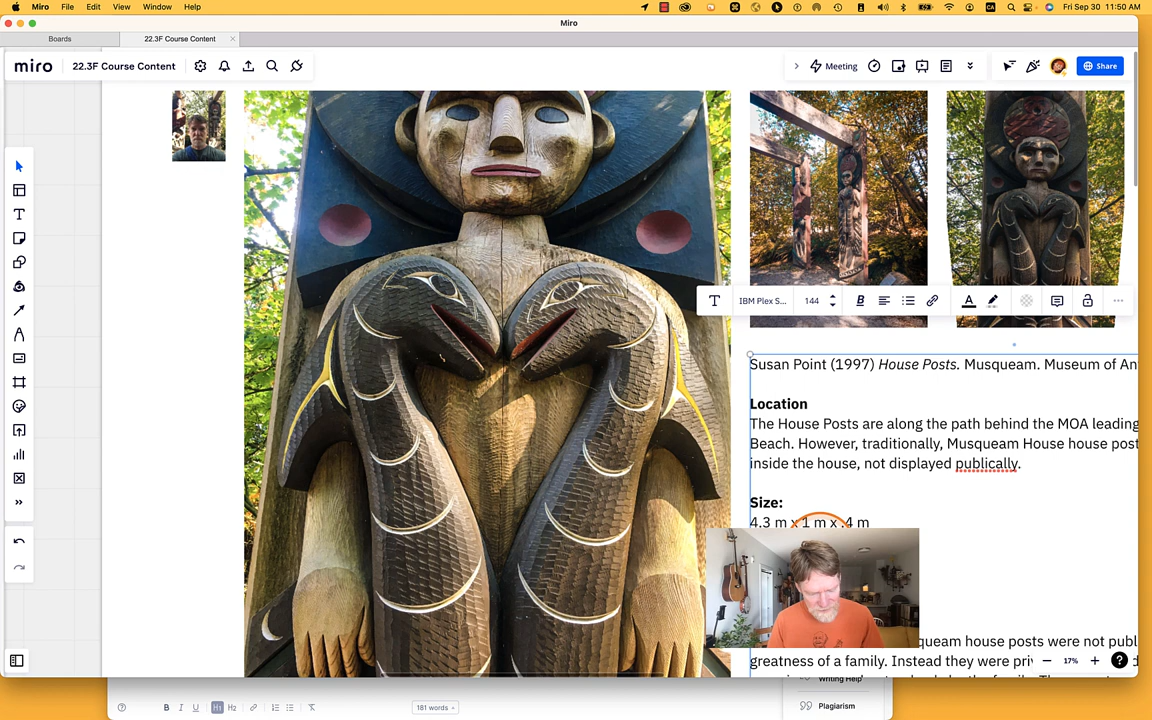 Miro File Edit View Window Help CA Fri Sep 30 11:50 AM
Miro
Boards 22.3F Course Content
miro 22.3F Course Content Meeting Share
IBM Plex S... 144 B A
Susan Point (1997) House Posts. Musqueam. Museum of An
Location
The House Posts are along the path behind the MOA leading
Beach. However, traditionally, Musqueam House house post
inside the house, not displayed publically.
Size:
4.3 m x 1 m x .4 m
queam house posts were not publ
greatness of a family. Instead they were pri
17%
B I U H1 H2 181 words
Writing Help
Plagiarism